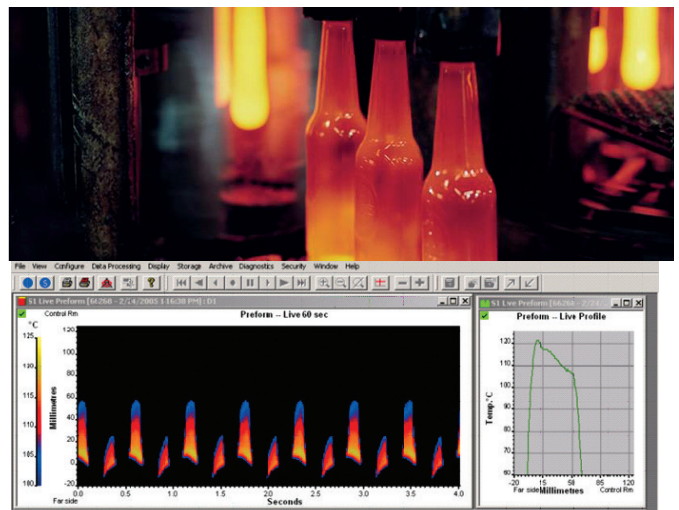 File View Configure Data Processing Display Storage Archive Diagnostics Security Window Help
S1 Live Preform [66260 - 2/14/2005 1:16:30 PM] : D1
S1 Live Preform [66260 - 2/14/
Control Rm
Preform -- Live 60 sec
Preform -- Live Profile
°C
125
120
115
110
105
100
Millimetres
120
100
80
60
40
20
0
-20
0.0 0.5 1.0 1.5 2.0 2.5 3.0 3.5 4.0
Far side
Seconds
Temp.°C
120
110
100
90
80
70
60
-20 15 50 85 120
Far side Millimetres Control Rm